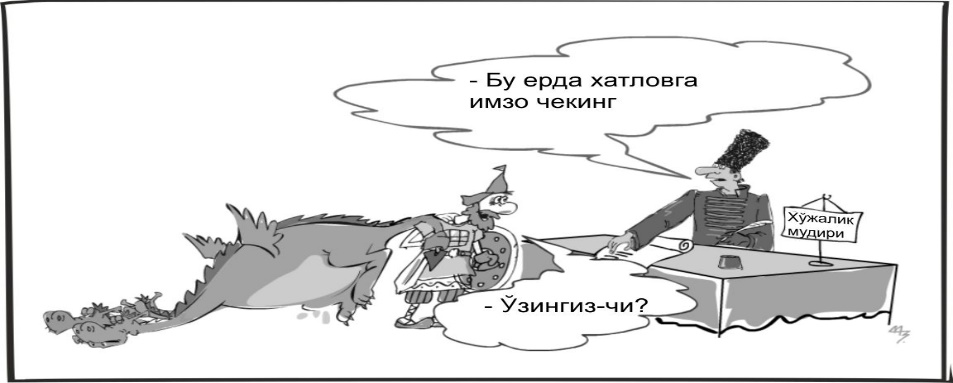 - Бу ерда хатловга
имзо чекинг
Хўжалик
мудири
- Ўзингиз-чи?